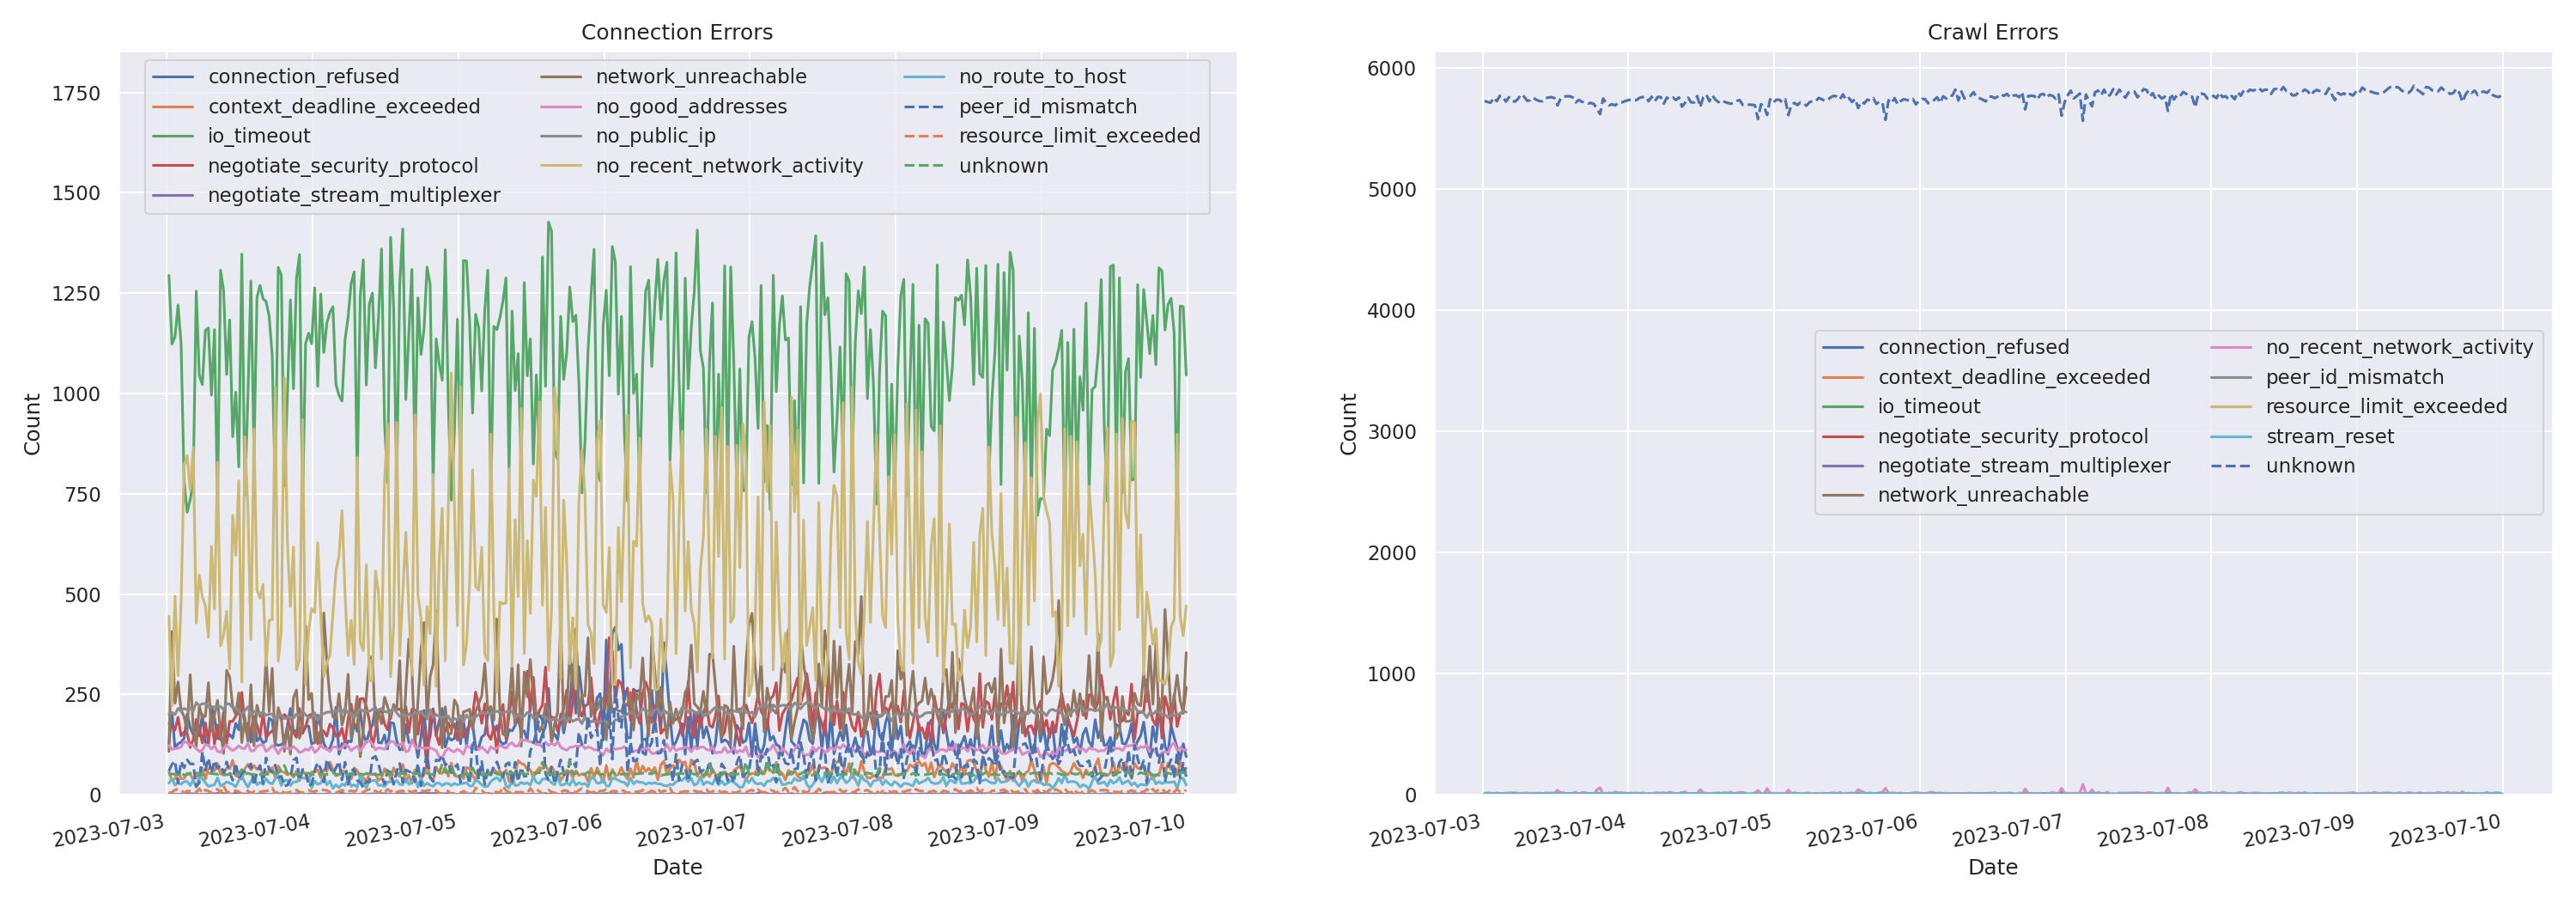 Connection Errors
connection_refused
context_deadline_exceeded
io_timeout
negotiate_security_protocol
negotiate_stream_multiplexer
network_unreachable
no_good_addresses
no_public_ip
no_recent_network_activity
no_route_to_host
peer_id_mismatch
resource_limit_exceeded
unknown
1750
1500
1250
1000
750
500
250
0
Count
2023-07-03
2023-07-04
2023-07-05
2023-07-06
2023-07-07
2023-07-08
2023-07-09
2023-07-10
Date
Crawl Errors
6000
5000
4000
3000
2000
1000
0
Count
connection_refused
context_deadline_exceeded
io_timeout
negotiate_security_protocol
negotiate_stream_multiplexer
network_unreachable
no_recent_network_activity
peer_id_mismatch
resource_limit_exceeded
stream_reset
unknown
2023-07-03
2023-07-04
2023-07-05
2023-07-06
2023-07-07
2023-07-08
2023-07-09
2023-07-10
Date